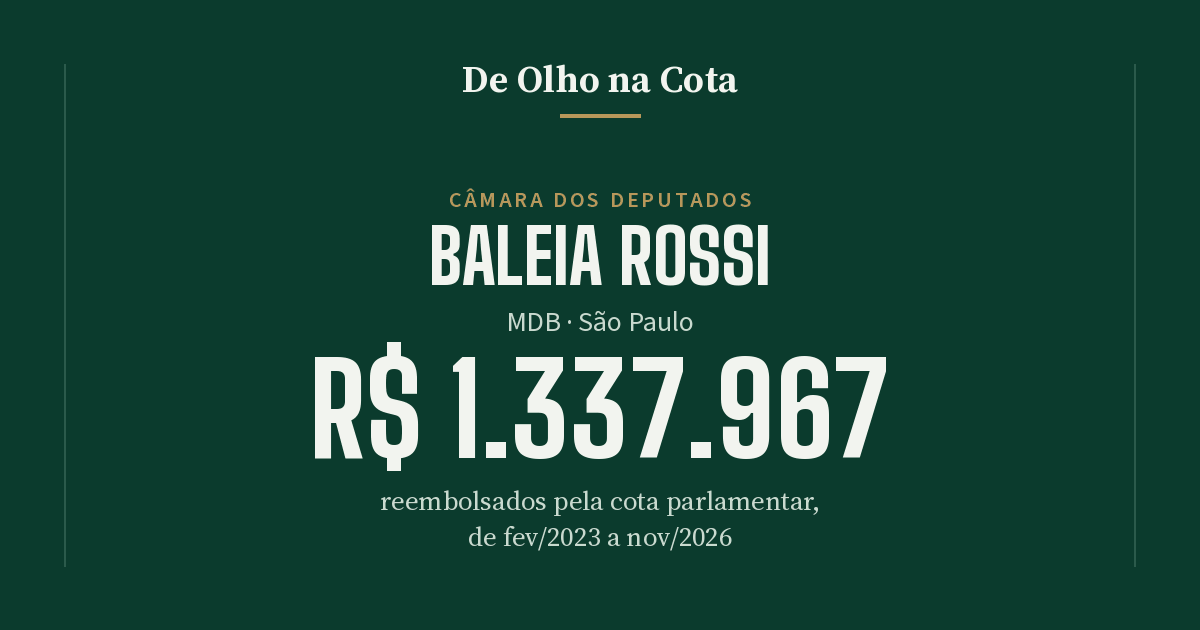 De Olho na Cota
CÂMARA DOS DEPUTADOS
BALEIA ROSSI
MDB · São Paulo
R$ 1.337.967
reembolsados pela cota parlamentar,
de fev/2023 a nov/2026